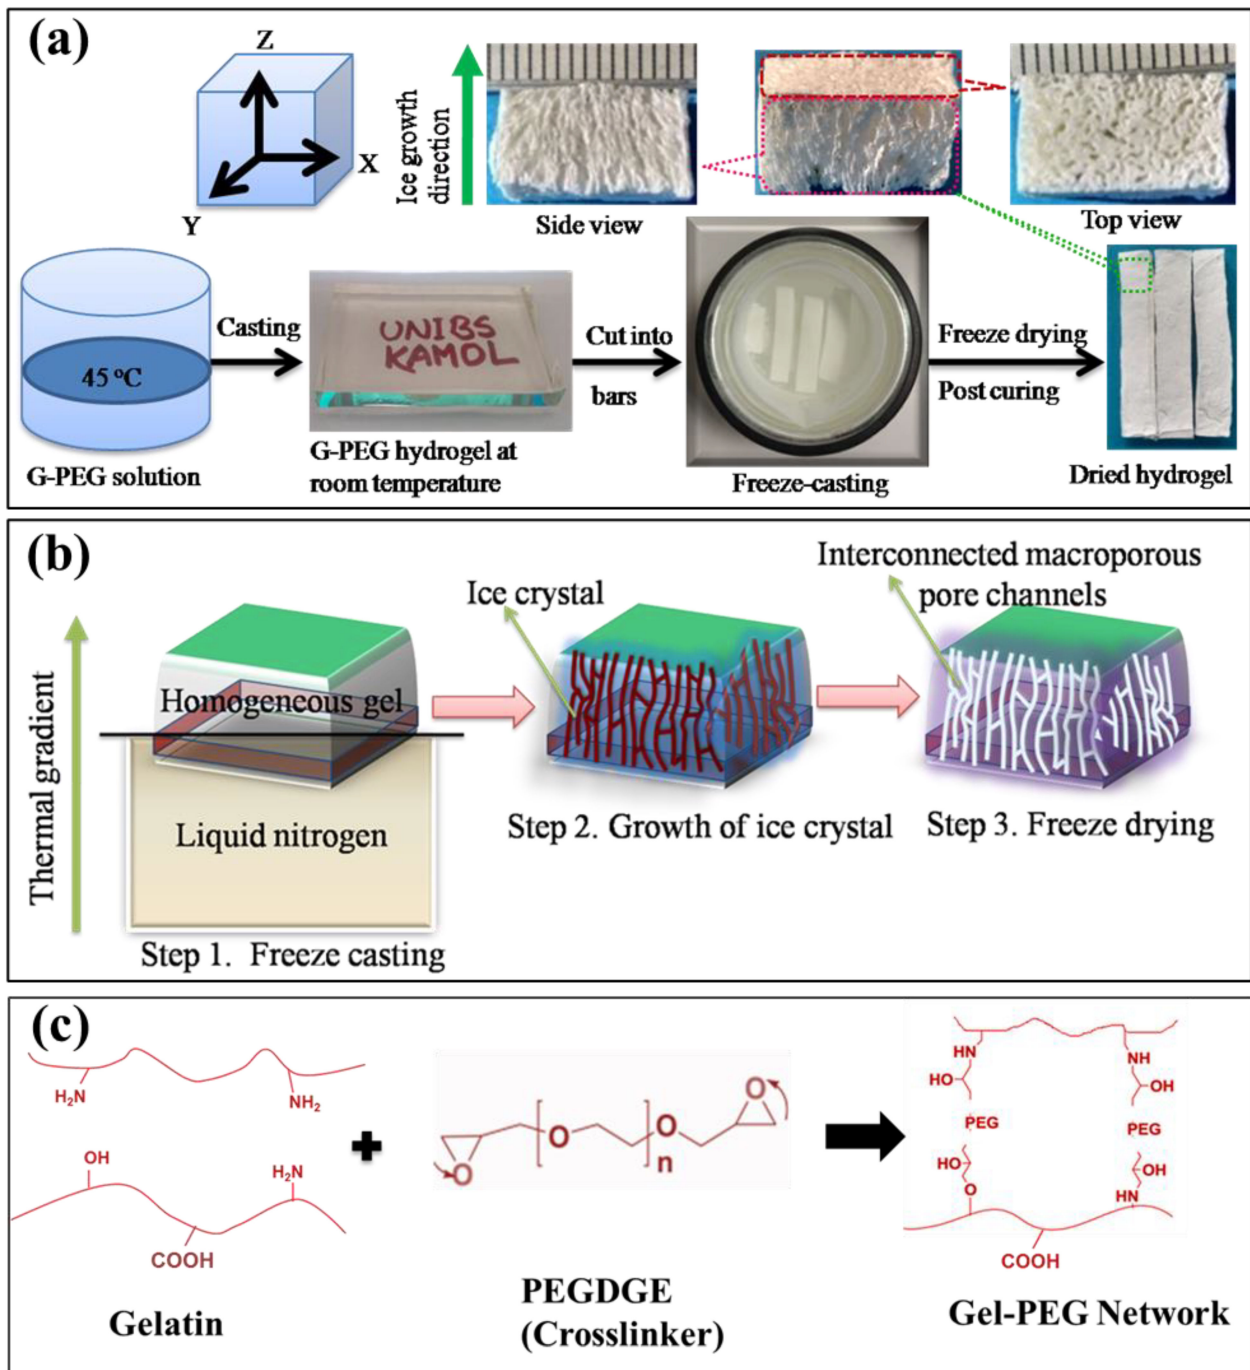 (a)
Z
X
Y
Ice growth
direction
Side view
Top view
45 °C
G-PEG solution
Casting
UNIBS
KAMOL
G-PEG hydrogel at
room temperature
Cut into
bars
Freeze-casting
Freeze drying
Post curing
Dried hydrogel
(b)
Thermal gradient
Homogeneous gel
Liquid nitrogen
Step 1. Freeze casting
Ice crystal
Step 2. Growth of ice crystal
Interconnected macroporous
pore channels
Step 3. Freeze drying
(c)
H₂N
NH₂
OH
H₂N
COOH
Gelatin
O
O
O
O
n
PEGDGE
(Crosslinker)
HN
NH
HO
OH
PEG
PEG
HO
OH
O
HN
COOH
Gel-PEG Network